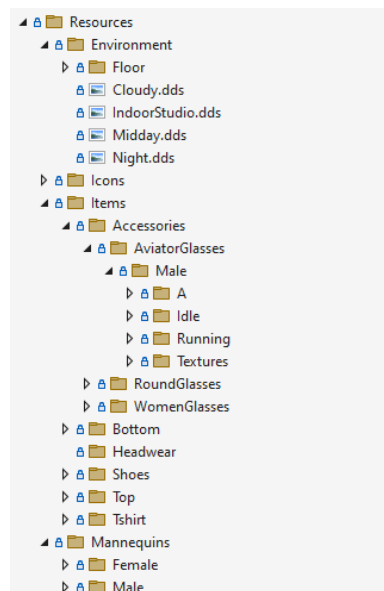 Resources
Environment
Floor
Cloudy.dds
IndoorStudio.dds
Midday.dds
Night.dds
Icons
Items
Accessories
AviatorGlasses
Male
A
Idle
Running
Textures
RoundGlasses
WomenGlasses
Bottom
Headwear
Shoes
Top
Tshirt
Mannequins
Female
Male